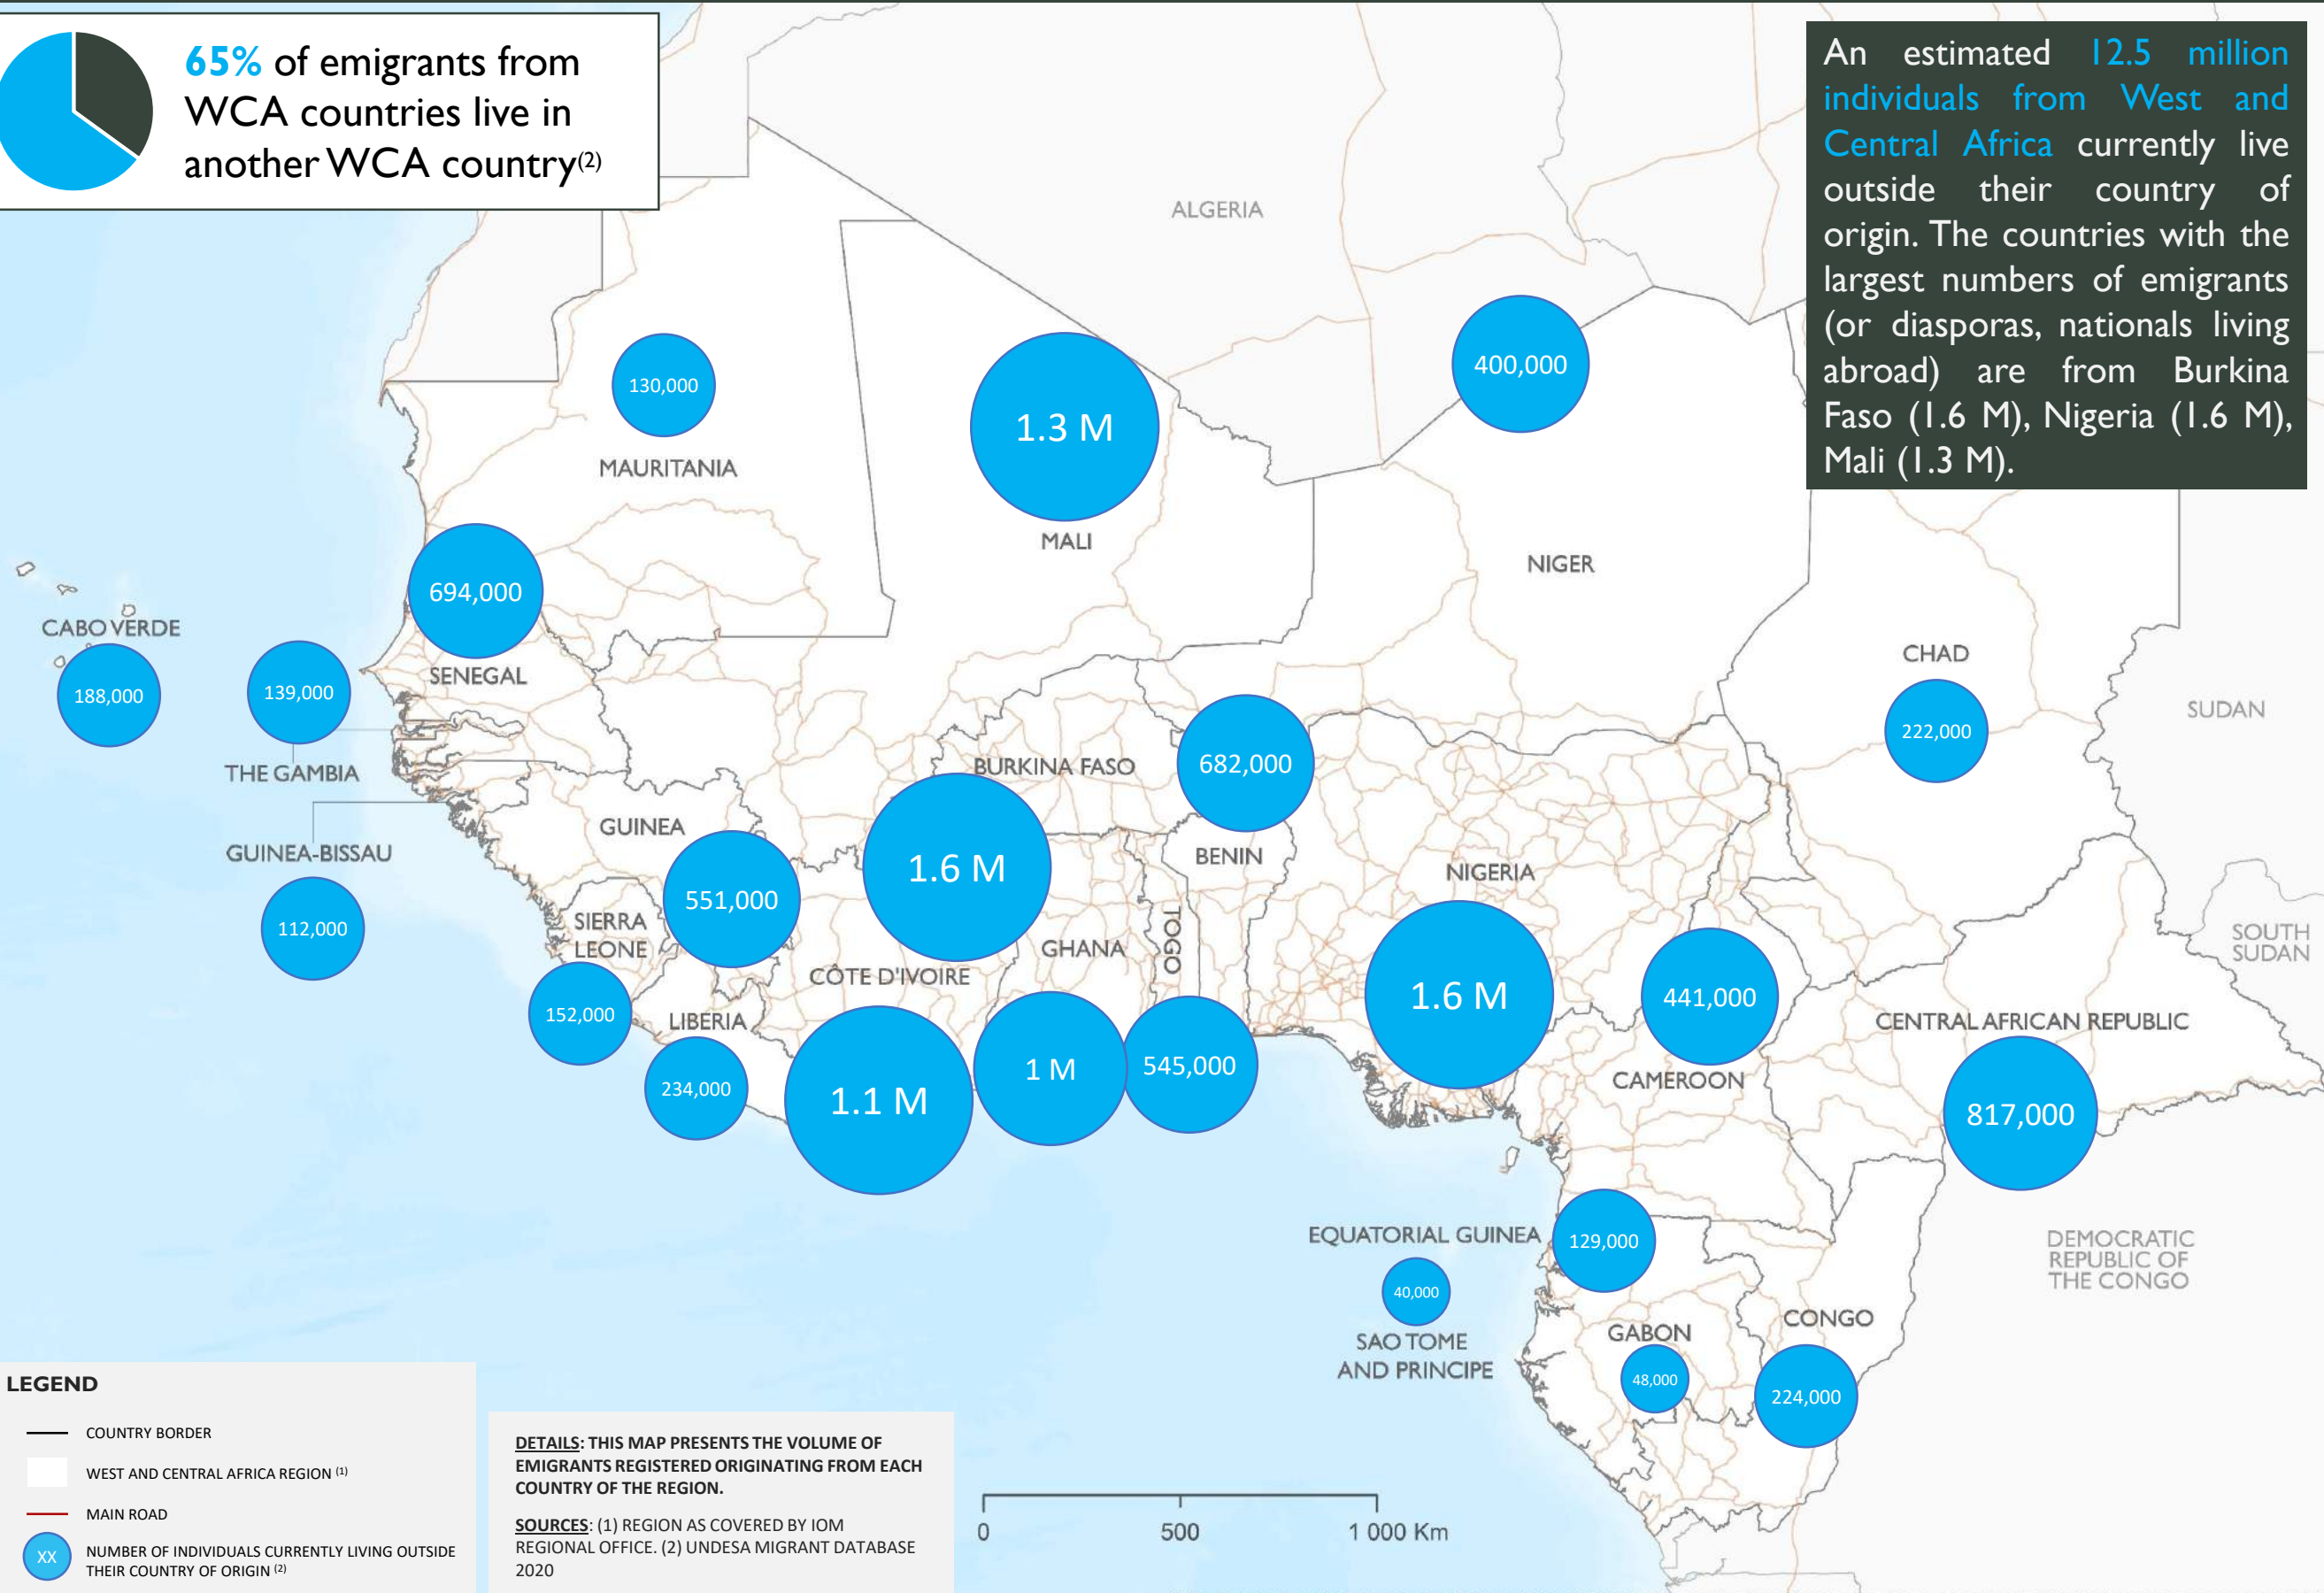 65% of emigrants from
WCA countries live in
another WCA country(2)
An estimated 12.5 million
individuals from West and
Central Africa currently live
outside their country of
origin. The countries with the
largest numbers of emigrants
(or diasporas, nationals living
abroad) are from Burkina
Faso (1.6 M), Nigeria (1.6 M),
Mali (1.3 M).
ALGERIA
130,000
MAURITANIA
1.3 M
MALI
400,000
NIGER
694,000
SENEGAL
CABO VERDE
188,000
139,000
THE GAMBIA
GUINEA-BISSAU
112,000
CHAD
222,000
SUDAN
BURKINA FASO
682,000
BENIN
GUINEA
551,000
1.6 M
NIGERIA
1.6 M
SIERRA
LEONE
152,000
LIBERIA
234,000
CÔTE D'IVOIRE
1.1 M
GHANA
1 M
TOGO
545,000
441,000
CAMEROON
SOUTH
SUDAN
CENTRAL AFRICAN REPUBLIC
817,000
EQUATORIAL GUINEA
129,000
40,000
SAO TOME
AND PRINCIPE
GABON
48,000
CONGO
224,000
DEMOCRATIC
REPUBLIC OF
THE CONGO
LEGEND
COUNTRY BORDER
WEST AND CENTRAL AFRICA REGION (1)
MAIN ROAD
XX
NUMBER OF INDIVIDUALS CURRENTLY LIVING OUTSIDE
THEIR COUNTRY OF ORIGIN (2)
DETAILS: THIS MAP PRESENTS THE VOLUME OF
EMIGRANTS REGISTERED ORIGINATING FROM EACH
COUNTRY OF THE REGION.
SOURCES: (1) REGION AS COVERED BY IOM
REGIONAL OFFICE. (2) UNDESA MIGRANT DATABASE
2020
0 500 1 000 Km